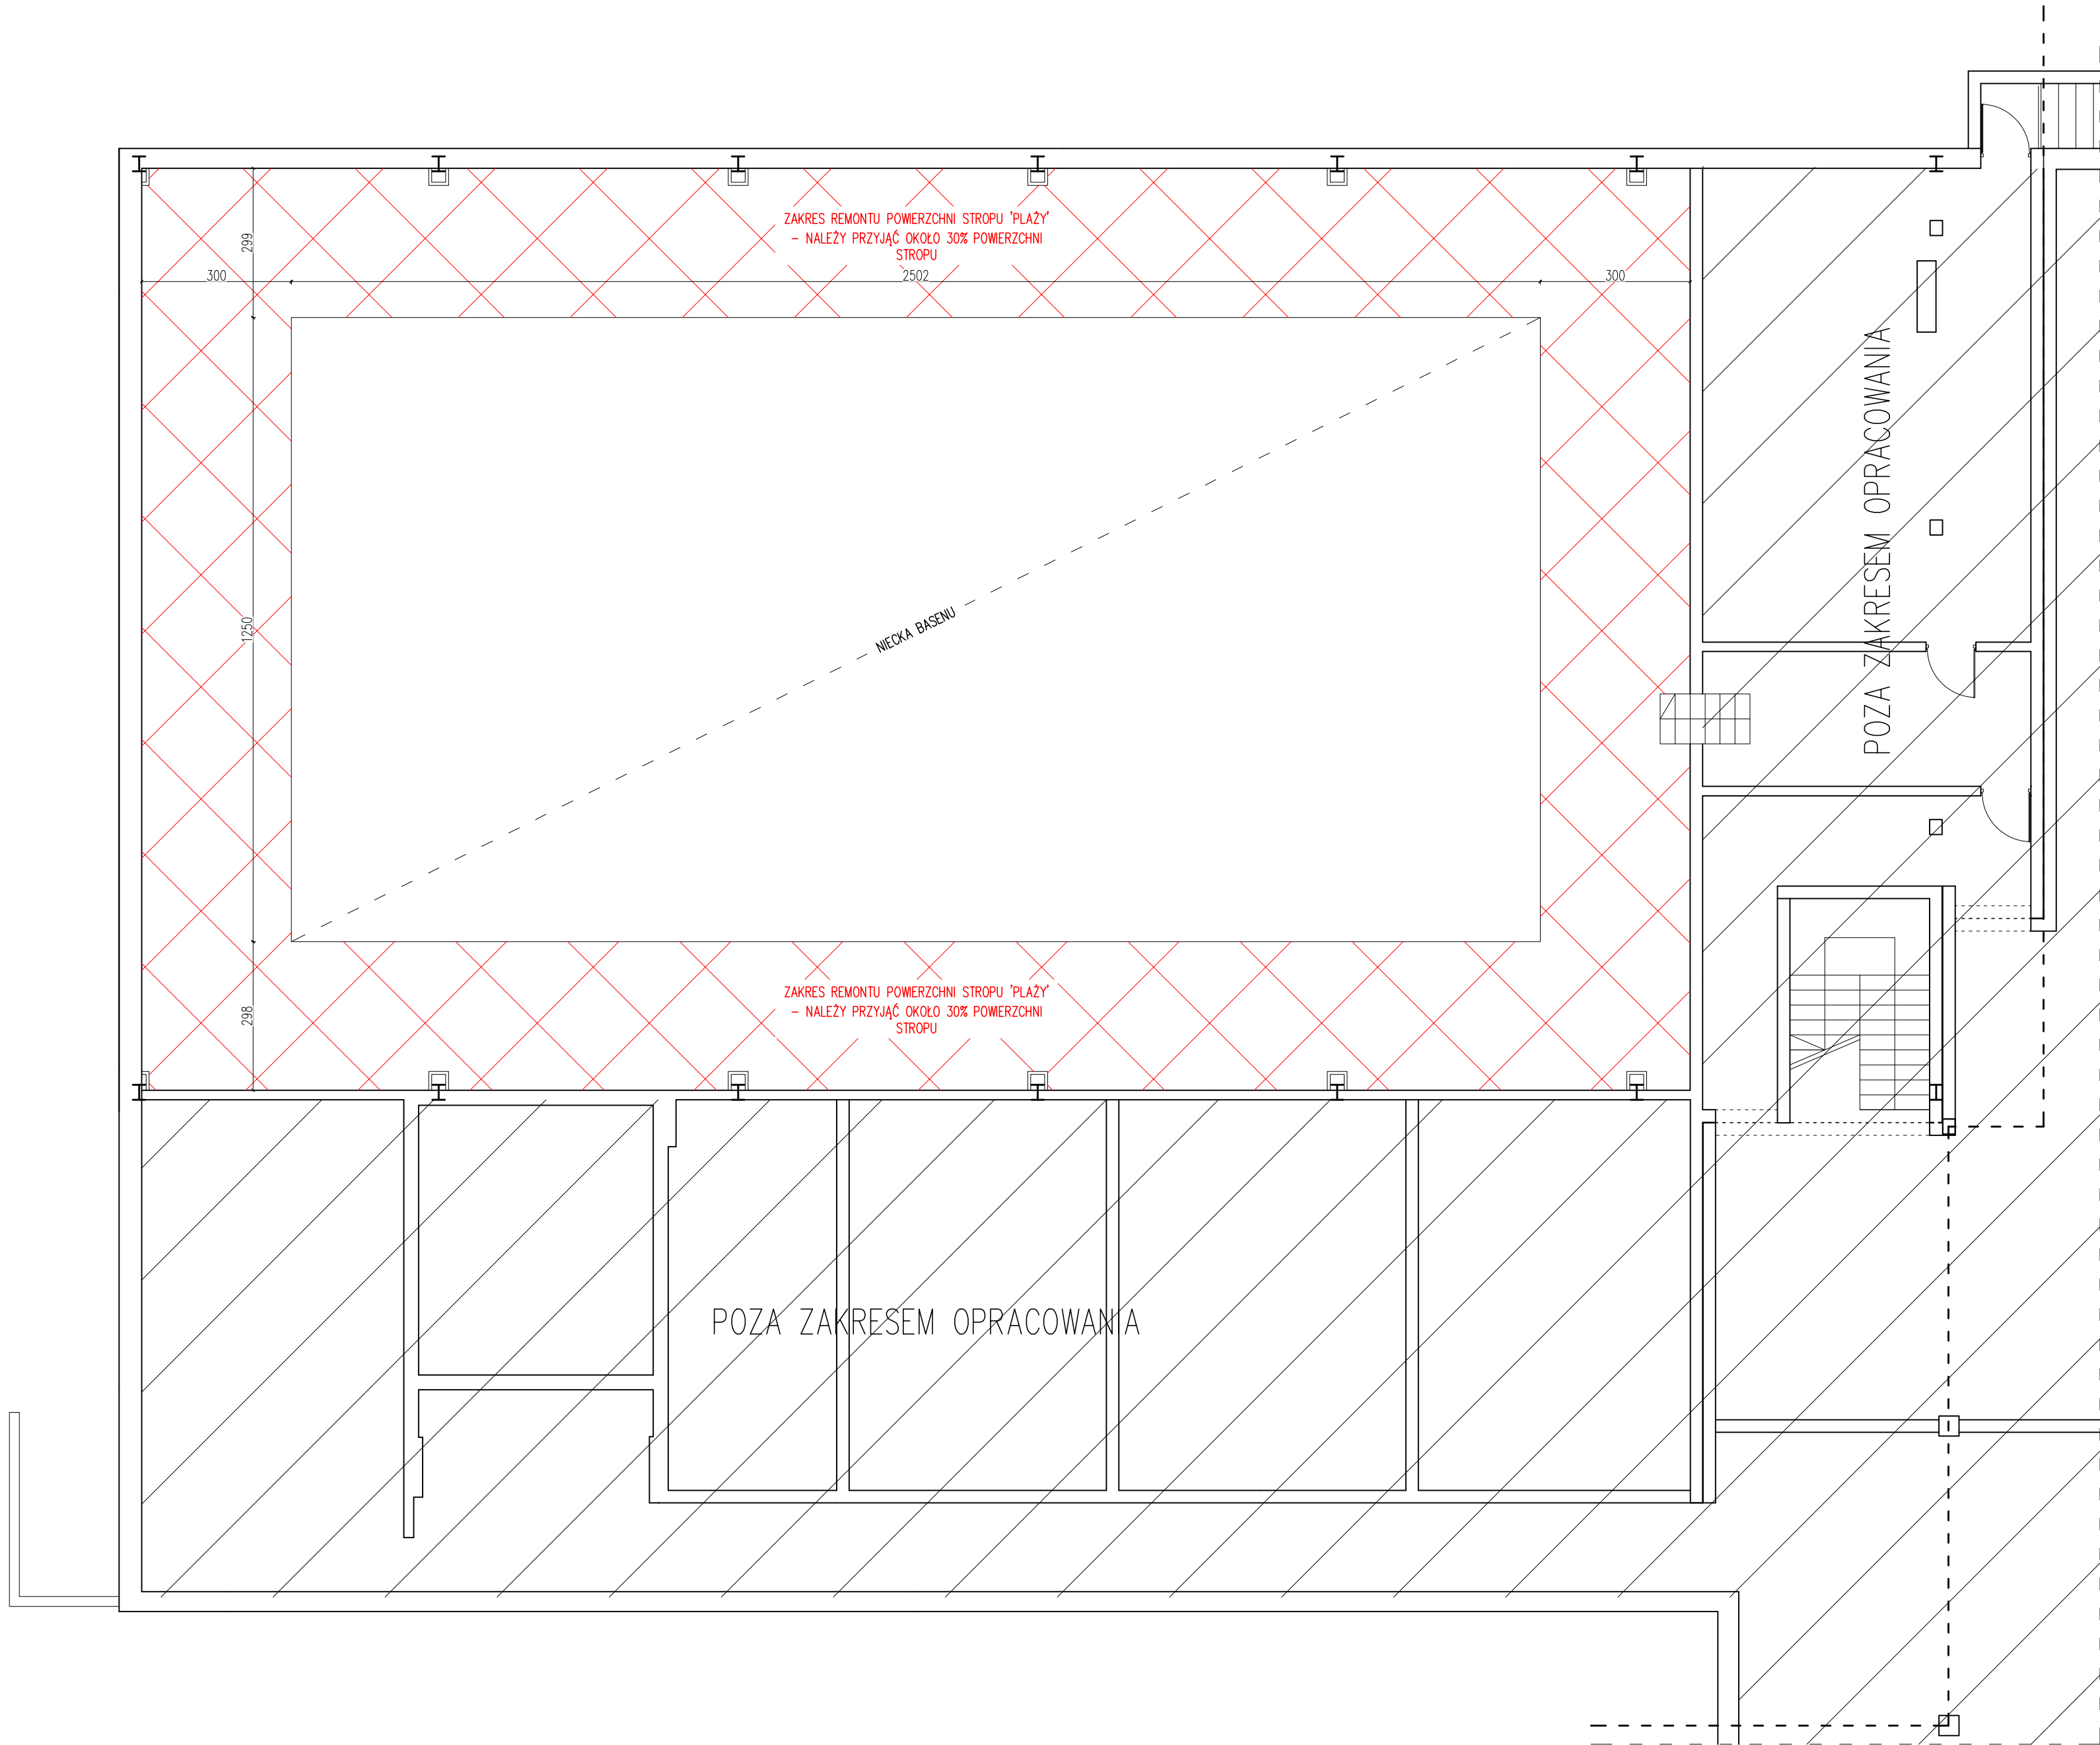 ZAKRES REMONTU POWIERZCHNI STROPU 'PLAŻY'
– NALEŻY PRZYJĄĆ OKOŁO 30% POWIERZCHNI
STROPU
299
300
2502
300
POZA ZAKRESEM OPRACOWANIA
1250
NIECKA BASENU
ZAKRES REMONTU POWIERZCHNI STROPU 'PLAŻY'
– NALEŻY PRZYJĄĆ OKOŁO 30% POWIERZCHNI
STROPU
298
POZA ZAKRESEM OPRACOWANIA